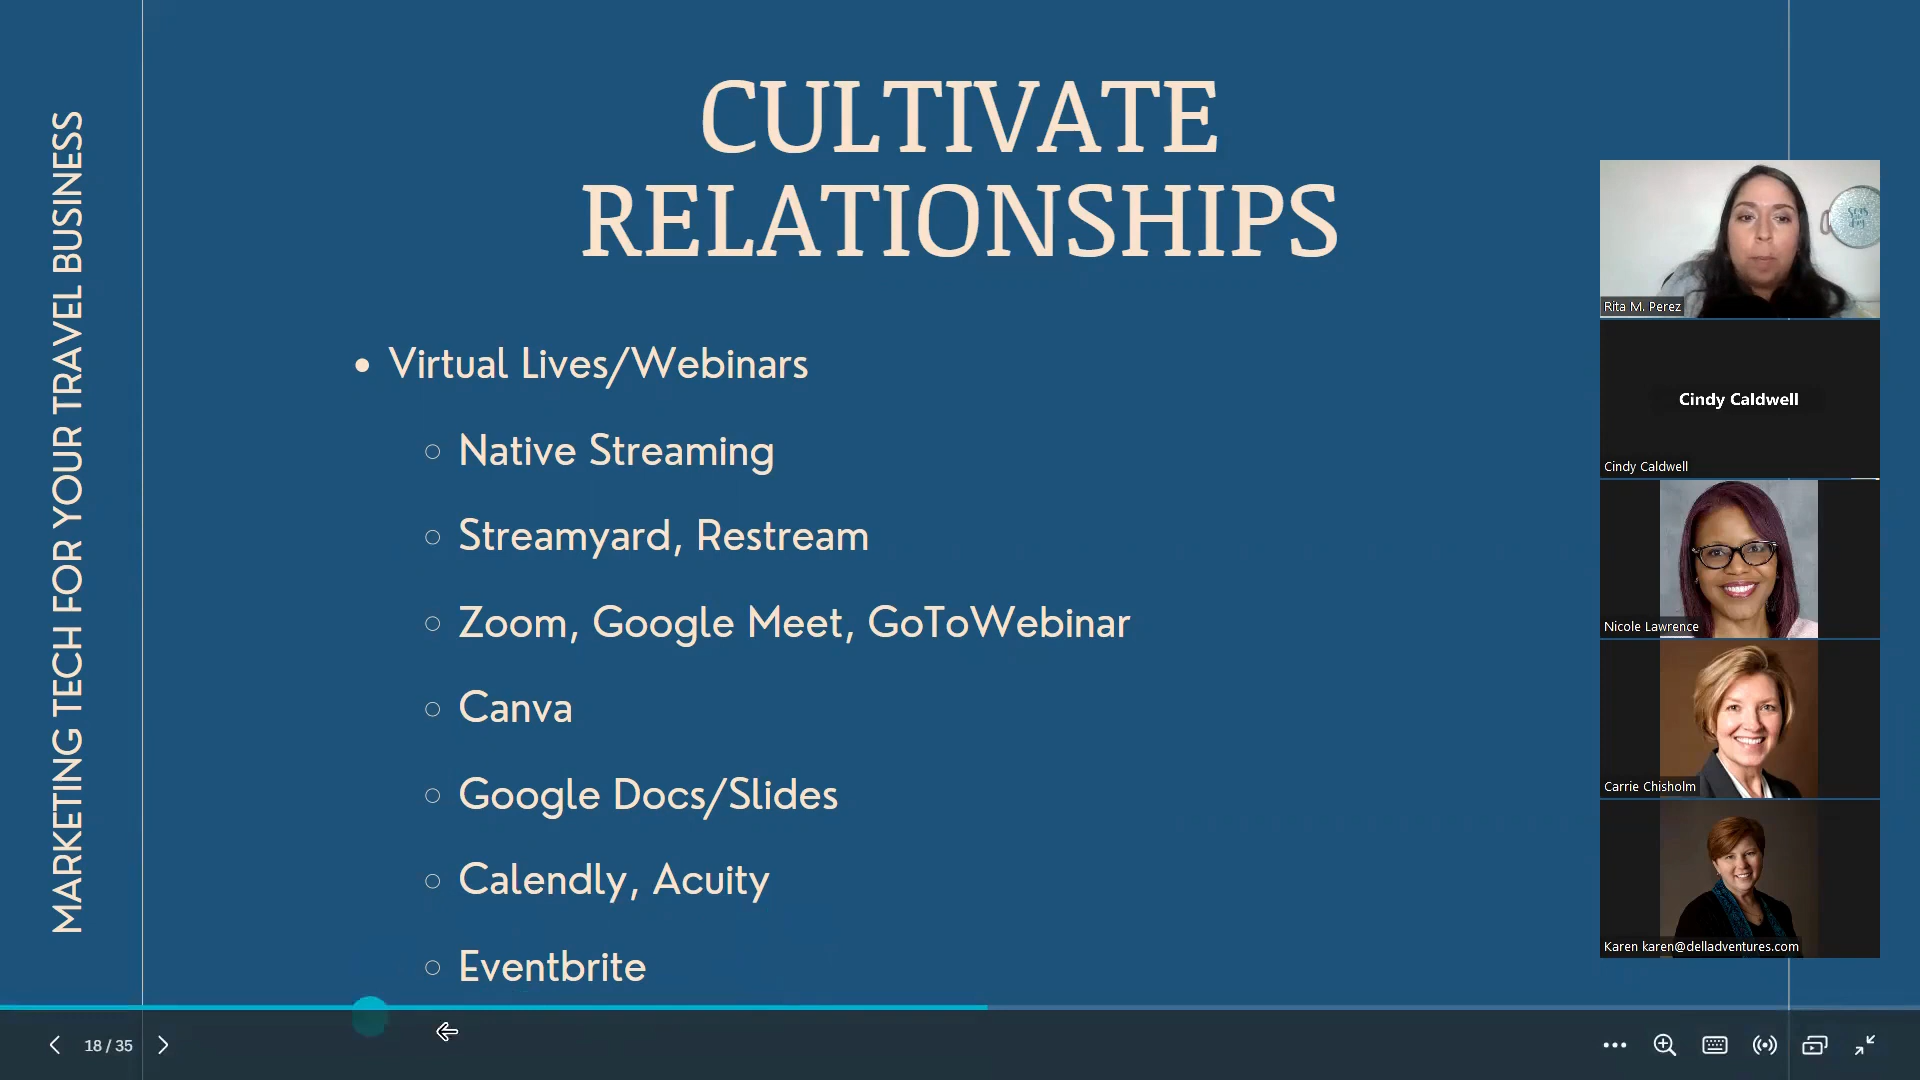 MARKETING TECH FOR YOUR TRAVEL BUSINESS
CULTIVATE
RELATIONSHIPS
Virtual Lives/Webinars
Native Streaming
Streamyard, Restream
Zoom, Google Meet, GoToWebinar
Canva
Google Docs/Slides
Calendly, Acuity
Eventbrite
Rita M. Perez
Cindy Caldwell
Cindy Caldwell
Nicole Lawrence
Carrie Chisholm
Karen karen@delladventures.com
18 / 35